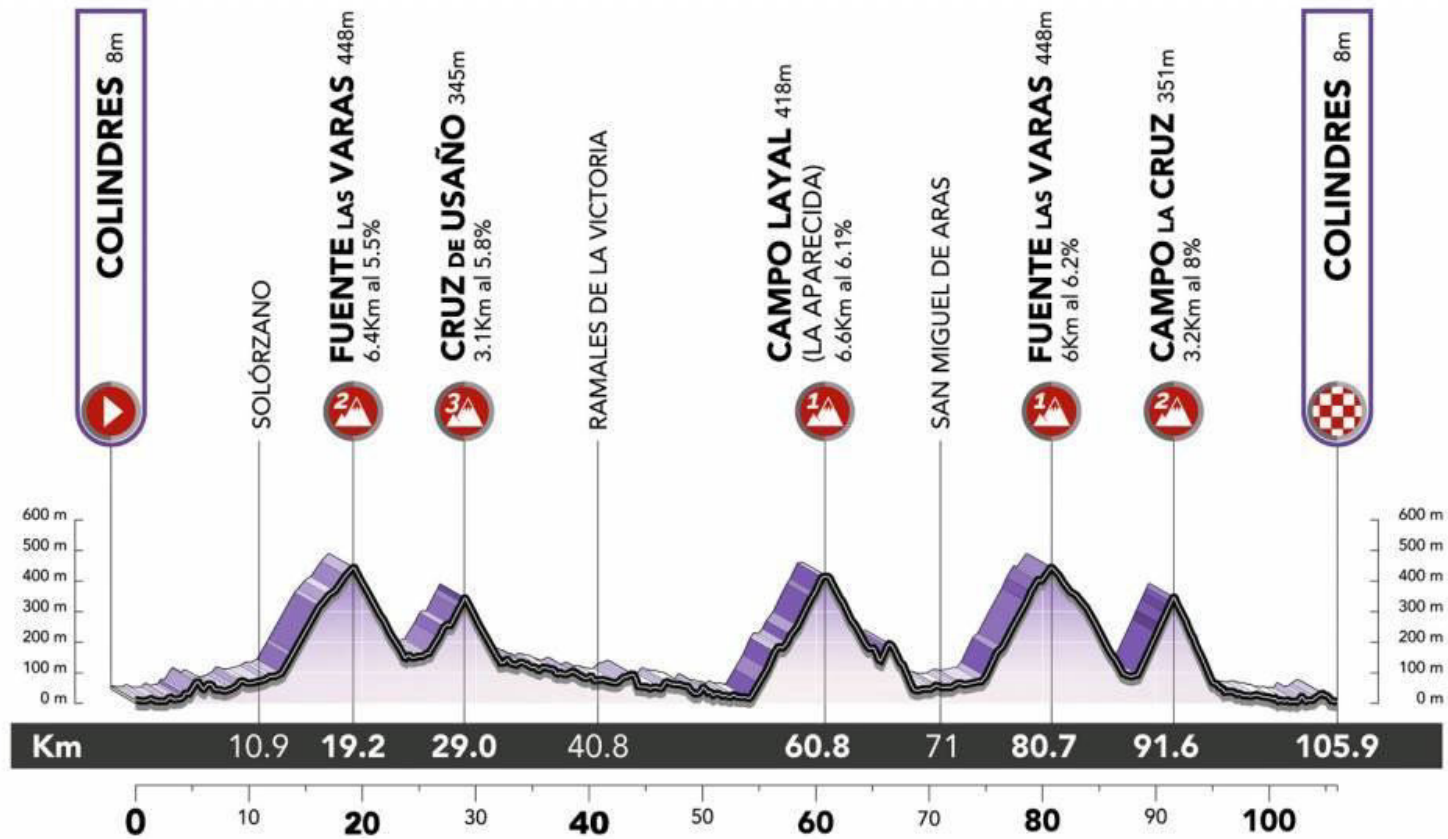 COLINDRES 8m
SOLÓRZANO
FUENTE LAS VARAS 448m
6.4Km al 5.5%
CRUZ DE USAÑO 345m
3.1Km al 5.8%
RAMALES DE LA VICTORIA
CAMPO LAYAL 418m
(LA APARECIDA)
6.6Km al 6.1%
SAN MIGUEL DE ARAS
FUENTE LAS VARAS 448m
6Km al 6.2%
CAMPO LA CRUZ 351m
3.2Km al 8%
COLINDRES 8m
2
3
1
1
2
600 m
500 m
400 m
300 m
200 m
100 m
0 m
600 m
500 m
400 m
300 m
200 m
100 m
0 m
Km 10.9 19.2 29.0 40.8 60.8 71 80.7 91.6 105.9
0 10 20 30 40 50 60 70 80 90 100